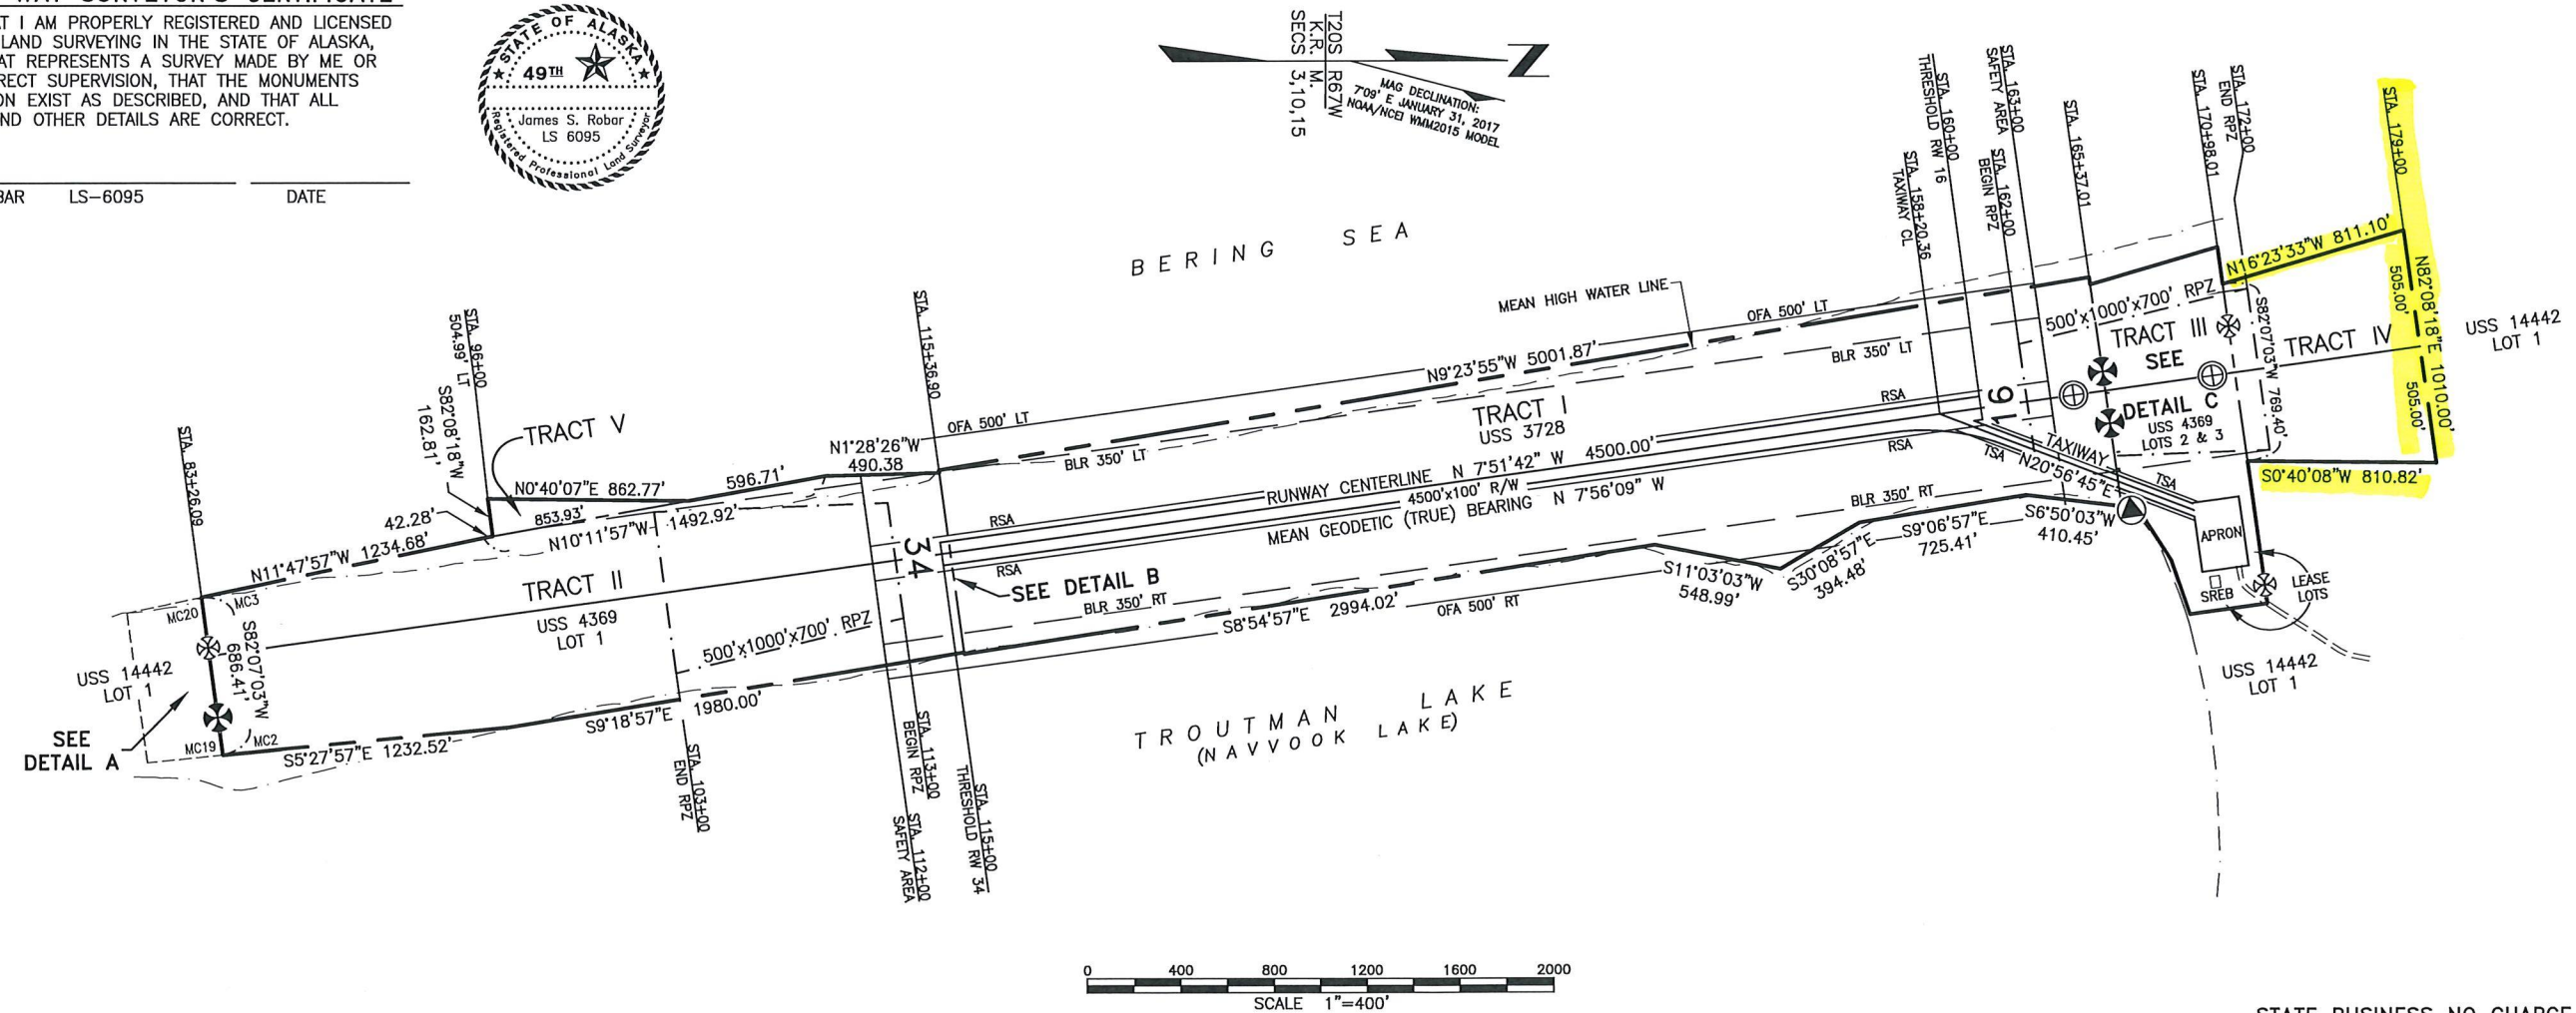 WAY SURVEYOR'S CERTIFICATE
AT I AM PROPERLY REGISTERED AND LICENSED
LAND SURVEYING IN THE STATE OF ALASKA,
AT REPRESENTS A SURVEY MADE BY ME OR
RECT SUPERVISION, THAT THE MONUMENTS
ON EXIST AS DESCRIBED, AND THAT ALL
ND OTHER DETAILS ARE CORRECT.
BAR LS-6095 DATE
STATE OF ALASKA
49TH
James S. Robar
LS 6095
Registered Professional Land Surveyor
T20S R67W
K.R. M.
SECS 3,10,15
N
MAG DECLINATION:
7°09' E JANUARY 31, 2017
NOAA/NCEI WMM2015 MODEL
BERING SEA
MEAN HIGH WATER LINE
STA. 83+26.09
STA. 96+00
504.99' LT
S82°08'18"W
162.81'
42.28'
TRACT V
N0°40'07"E 862.77'
853.93'
596.71'
N1°28'26"W
490.38
STA. 115+36.90
OFA 500' LT
BLR 350' LT
N11°47'57"W 1234.68'
N10°11'57"W 1492.92'
MC20
MC3
S82°07'03"W
686.41'
TRACT II
USS 4369
LOT 1
USS 14442
LOT 1
SEE
DETAIL A
MC19
MC2
S5°27'57"E 1232.52'
S9°18'57"E 1980.00'
500'x1000'x700' RPZ
STA. 103+00
END RPZ
34
STA. 113+00
BEGIN RPZ
STA. 112+00
SAFETY AREA
STA. 115+00
THRESHOLD RW 34
RSA
RSA
SEE DETAIL B
BLR 350' RT
N9°23'55"W 5001.87'
TRACT I
USS 3728
RUNWAY CENTERLINE N 7°51'42" W 4500.00'
4500'x100' R/W
MEAN GEODETIC (TRUE) BEARING N 7°56'09" W
S8°54'57"E 2994.02'
OFA 500' RT
TROUTMAN LAKE
(NAVVOOK LAKE)
OFA 500' LT
BLR 350' LT
RSA
RSA
BLR 350' RT
S11°03'03"W
548.99'
S30°08'57"E
394.48'
S9°06'57"E
725.41'
S6°50'03"W
410.45'
STA. 158+20.36
TAXIWAY CL
STA. 160+00
THRESHOLD RW 16
STA. 162+00
BEGIN RPZ
STA. 163+00
SAFETY AREA
STA. 165+37.01
STA. 170+98.01
STA. 172+00
END RPZ
STA. 179+00
16
500'x1000'x700' RPZ
TRACT III
SEE
DETAIL C
USS 4369
LOTS 2 & 3
TAXIWAY
N20°56'45"E
TSA
TSA
APRON
SREB
LEASE
LOTS
USS 14442
LOT 1
N16°23'33"W 811.10'
S82°07'03"W 769.40'
TRACT IV
505.00'
505.00'
N82°08'18"E 1010.00'
S0°40'08"W 810.82'
USS 14442
LOT 1
0 400 800 1200 1600 2000
SCALE 1"=400'
STATE BUSINESS NO CHARGE